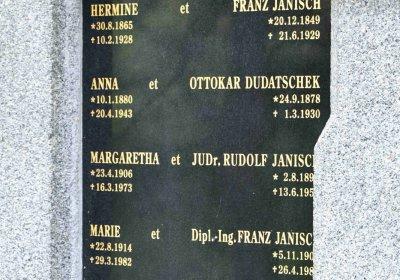 HERMINE et FRANZ JANISCH
*30.8.1865 *20.12.1849
†10.2.1928 † 21.6.1929
ANNA et OTTOKAR DUDATSCHEK
*10.1.1880 *24.9.1878
†20.4.1943 † 1.3.1930
MARGARETHA et JUDr. RUDOLF JANISCH
*23.4.1906 * 2.8.189
†16.3.1973 †13.6.195
MARIE et Dipl.-Ing. FRANZ JANISC
*22.8.1914 *5.11.190
†29.3.1982 †26.4.198